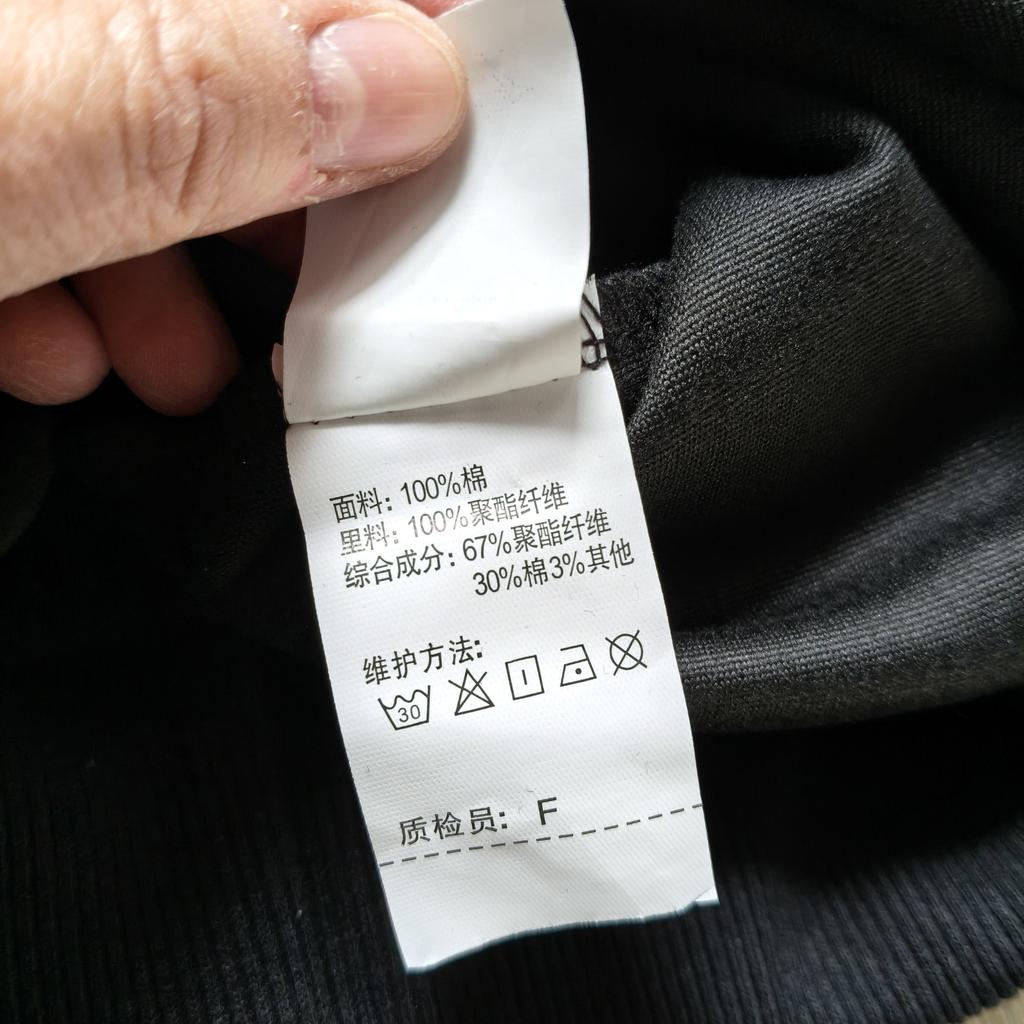 面料: 100%棉
里料: 100%聚酯纤维
综合成分: 67%聚酯纤维
30%棉3%其他
维护方法:
30
质检员: F